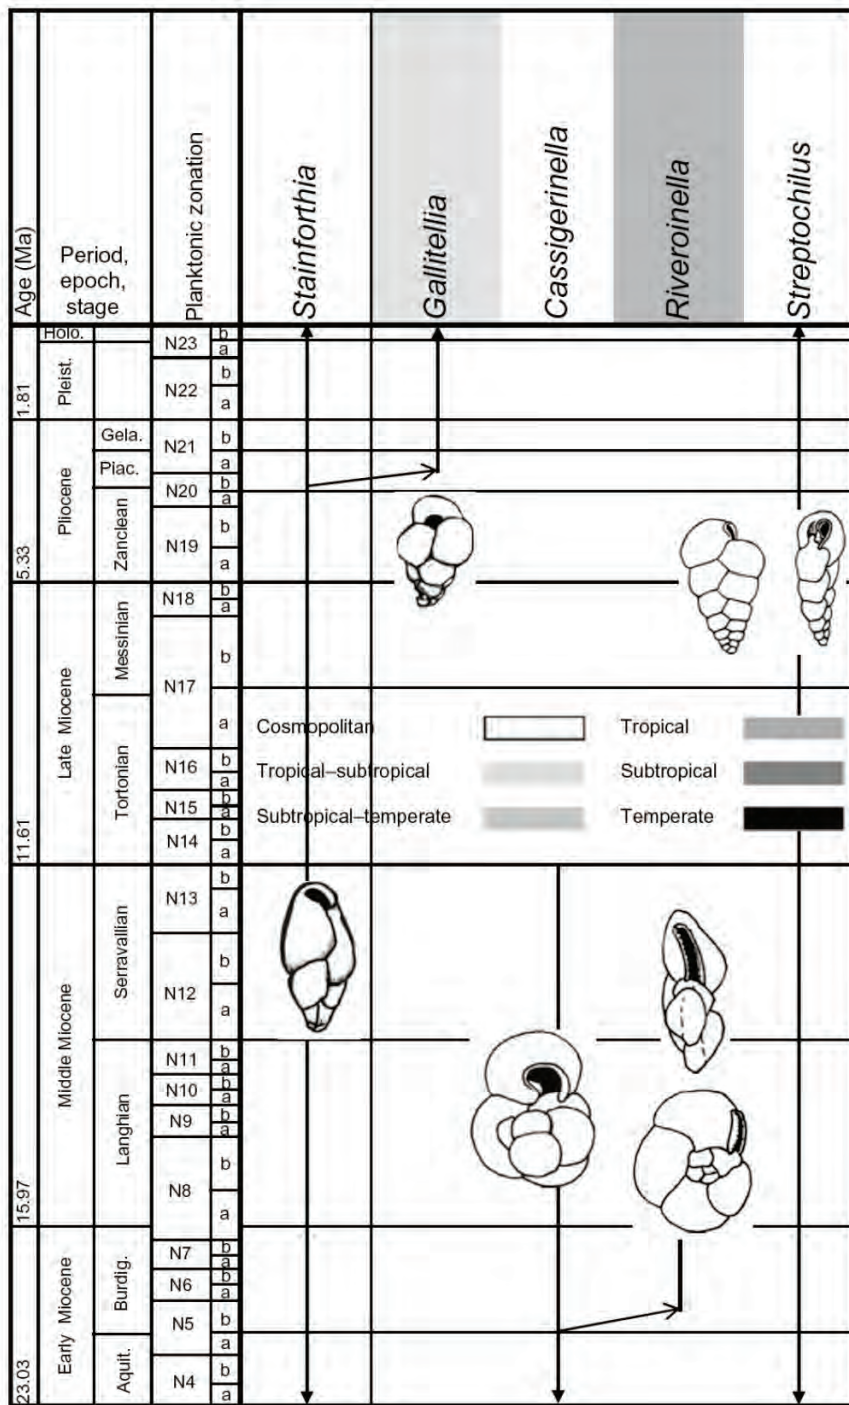 Age (Ma)
Period,
epoch,
stage
Planktonic zonation
Stainforthia
Gallitellia
Cassigerinella
Riveroinella
Streptochilus
Holo.
N23
b
a
1.81
Pleist.
N22
b
a
5.33
Pliocene
Gela.
N21
b
Piac.
a
N20
b
a
Zanclean
N19
b
a
11.61
Late Miocene
Messinian
N18
b
a
N17
b
a
Cosmopolitan
Tropical
Tortonian
N16
b
a
Tropical–subtropical
Subtropical
N15
b
a
Subtropical–temperate
Temperate
N14
b
a
15.97
Middle Miocene
Serravallian
N13
b
a
N12
b
a
Langhian
N11
b
a
N10
b
a
N9
b
a
N8
b
a
23.03
Early Miocene
Burdig.
N7
b
a
N6
b
a
N5
b
a
Aquit.
N4
b
a